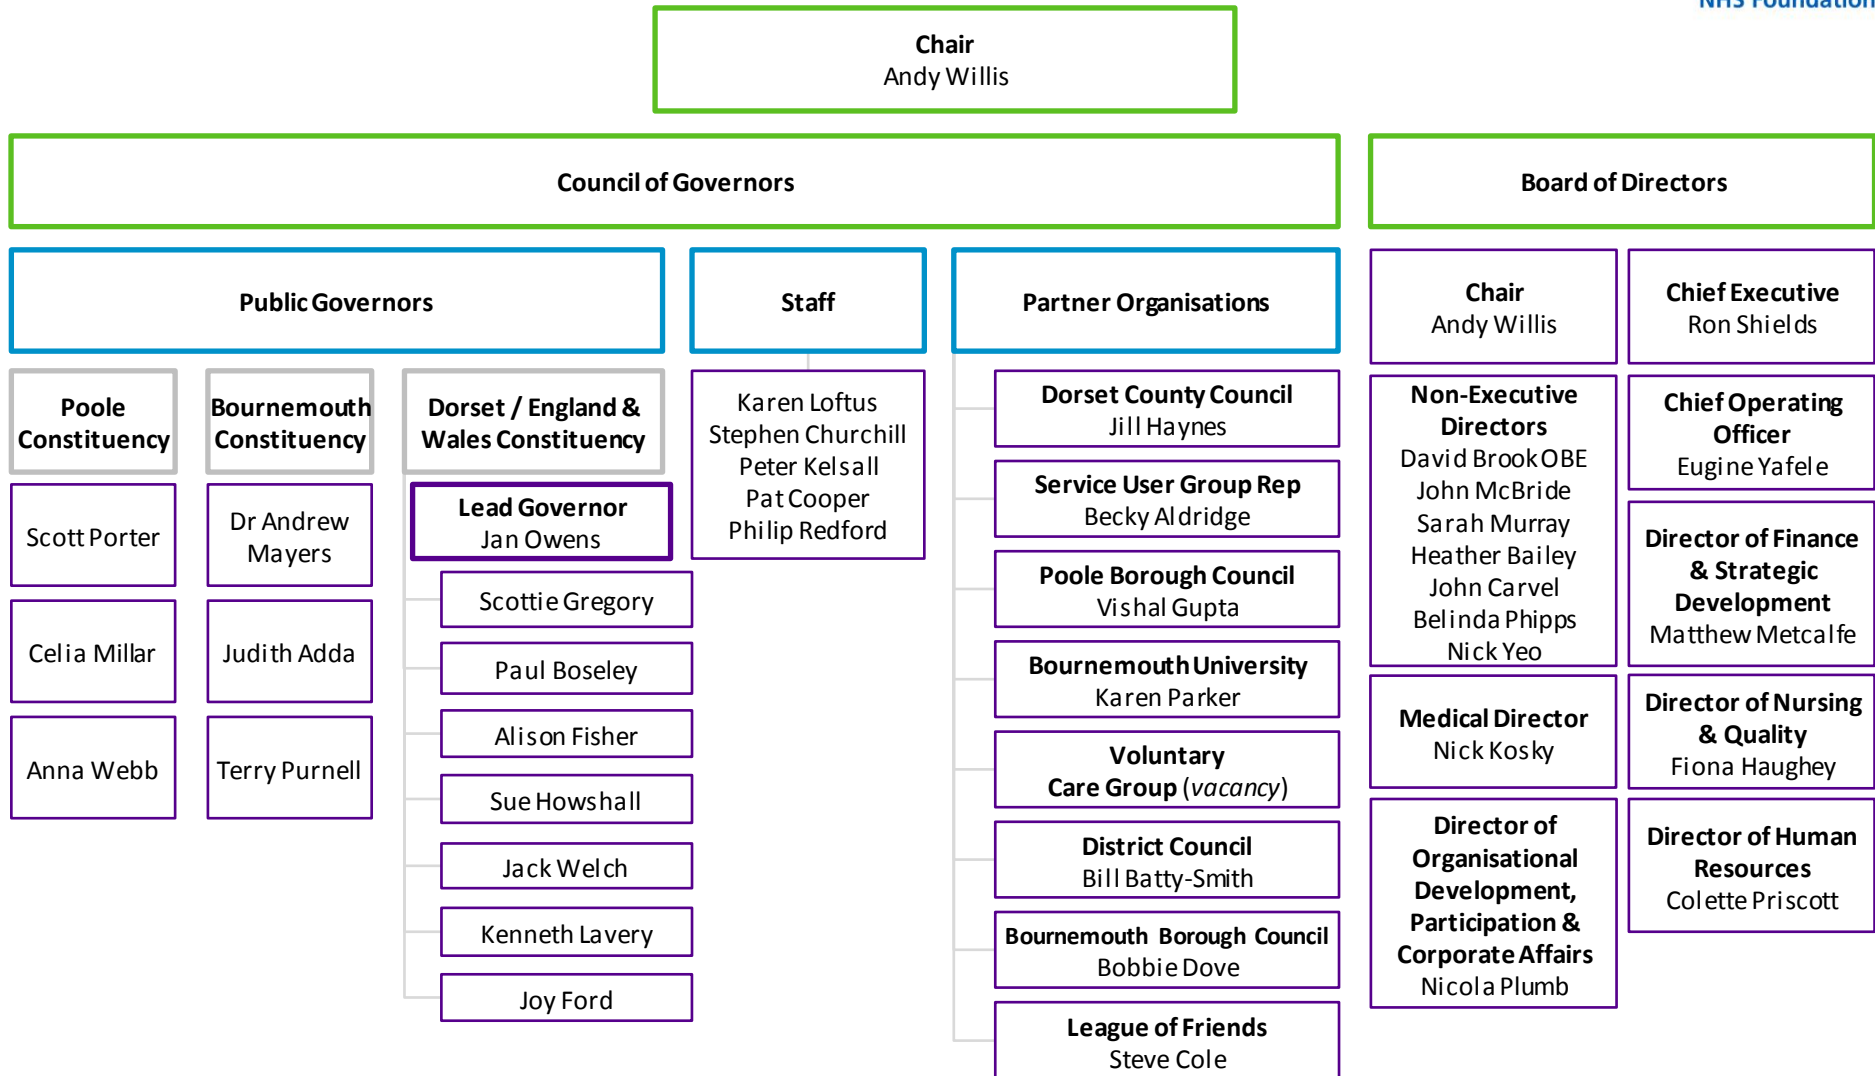 NHS Foundation
Chair
Andy Willis
Council of Governors
Board of Directors
Public Governors
Staff
Partner Organisations
Chair
Andy Willis
Chief Executive
Ron Shields
Poole
Constituency
Scott Porter
Celia Millar
Anna Webb
Bournemouth
Constituency
Dr Andrew
Mayers
Judith Adda
Terry Purnell
Dorset / England &
Wales Constituency
Lead Governor
Jan Owens
Scottie Gregory
Paul Boseley
Alison Fisher
Sue Howshall
Jack Welch
Kenneth Lavery
Joy Ford
Karen Loftus
Stephen Churchill
Peter Kelsall
Pat Cooper
Philip Redford
Dorset County Council
Jill Haynes
Service User Group Rep
Becky Aldridge
Poole Borough Council
Vishal Gupta
Bournemouth University
Karen Parker
Voluntary
Care Group (vacancy)
District Council
Bill Batty-Smith
Bournemouth Borough Council
Bobbie Dove
League of Friends
Steve Cole
Non-Executive
Directors
David Brook OBE
John McBride
Sarah Murray
Heather Bailey
John Carvel
Belinda Phipps
Nick Yeo
Medical Director
Nick Kosky
Director of
Organisational
Development,
Participation &
Corporate Affairs
Nicola Plumb
Chief Operating
Officer
Eugine Yafele
Director of Finance
& Strategic
Development
Matthew Metcalfe
Director of Nursing
& Quality
Fiona Haughey
Director of Human
Resources
Colette Priscott